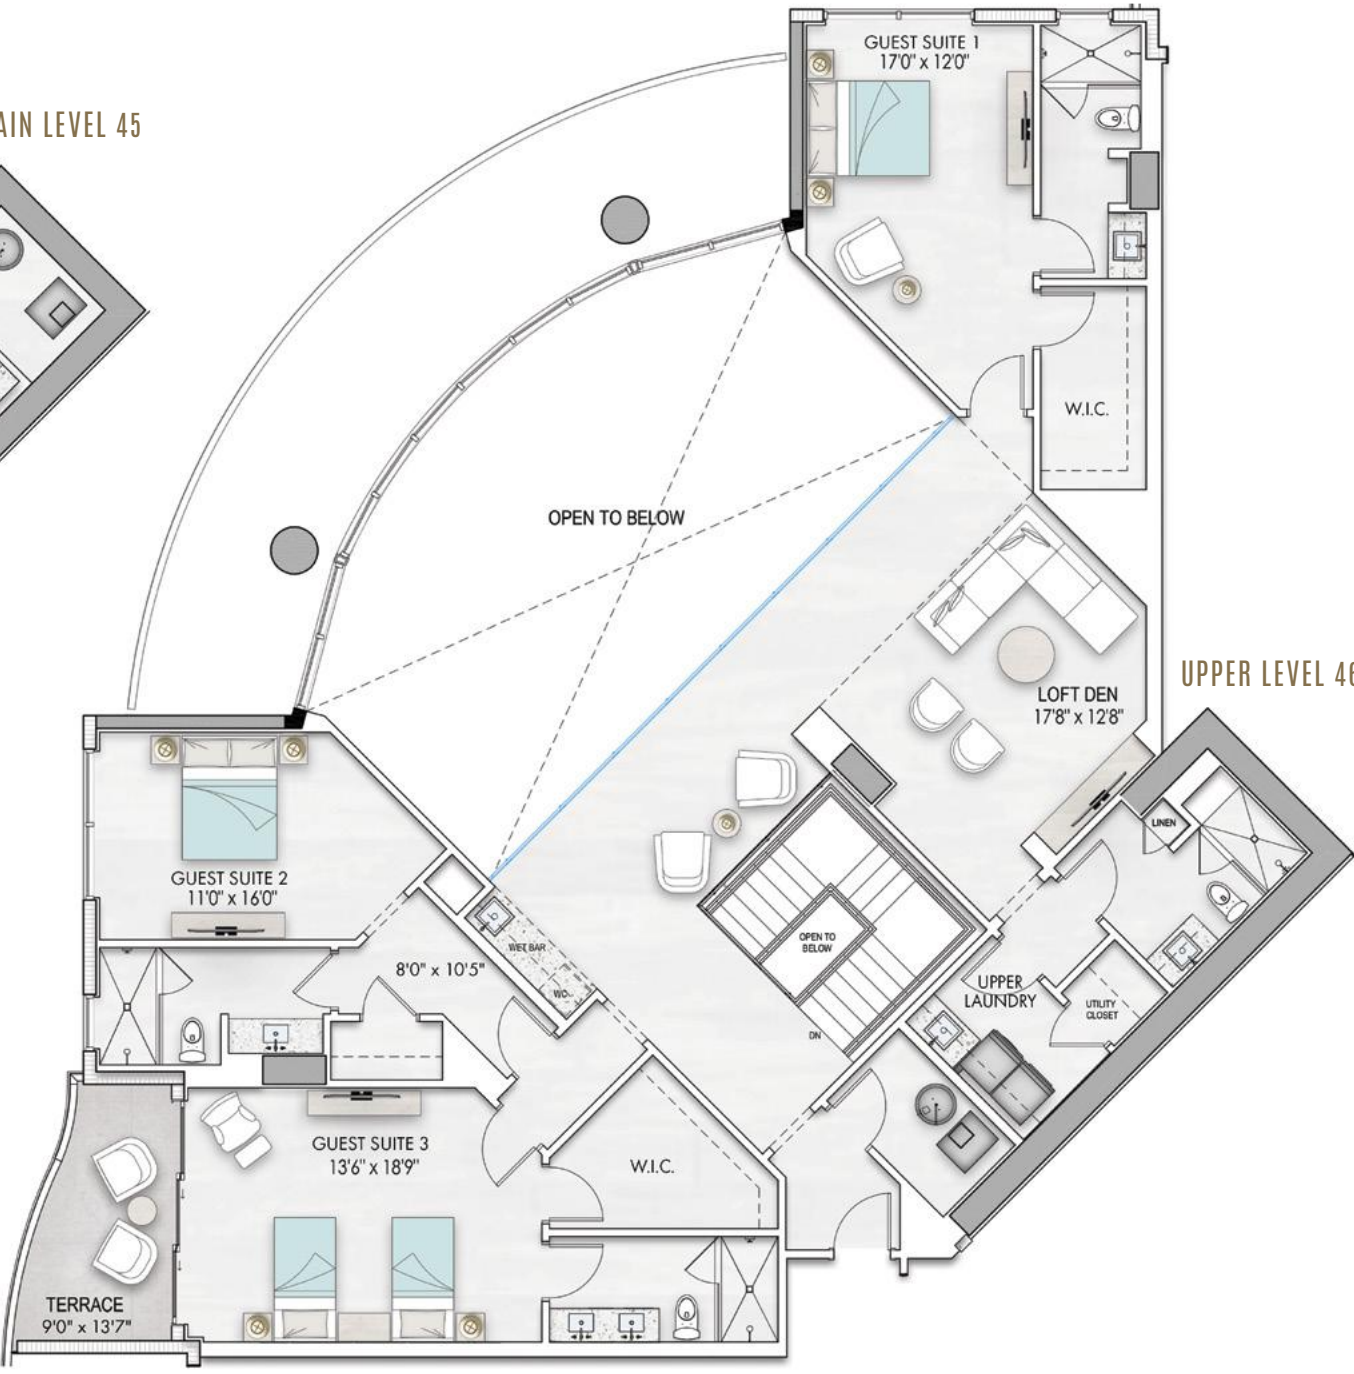 GUEST SUITE 1
17'0" x 12'0"
AIN LEVEL 45
W.I.C.
OPEN TO BELOW
UPPER LEVEL 46
LOFT DEN
17'8" x 12'8"
LINEN
GUEST SUITE 2
11'0" x 16'0"
WET BAR
OPEN TO
BELOW
8'0" x 10'5"
WC
UPPER
LAUNDRY
UTILITY
CLOSET
DN
GUEST SUITE 3
13'6" x 18'9"
W.I.C.
TERRACE
9'0" x 13'7"